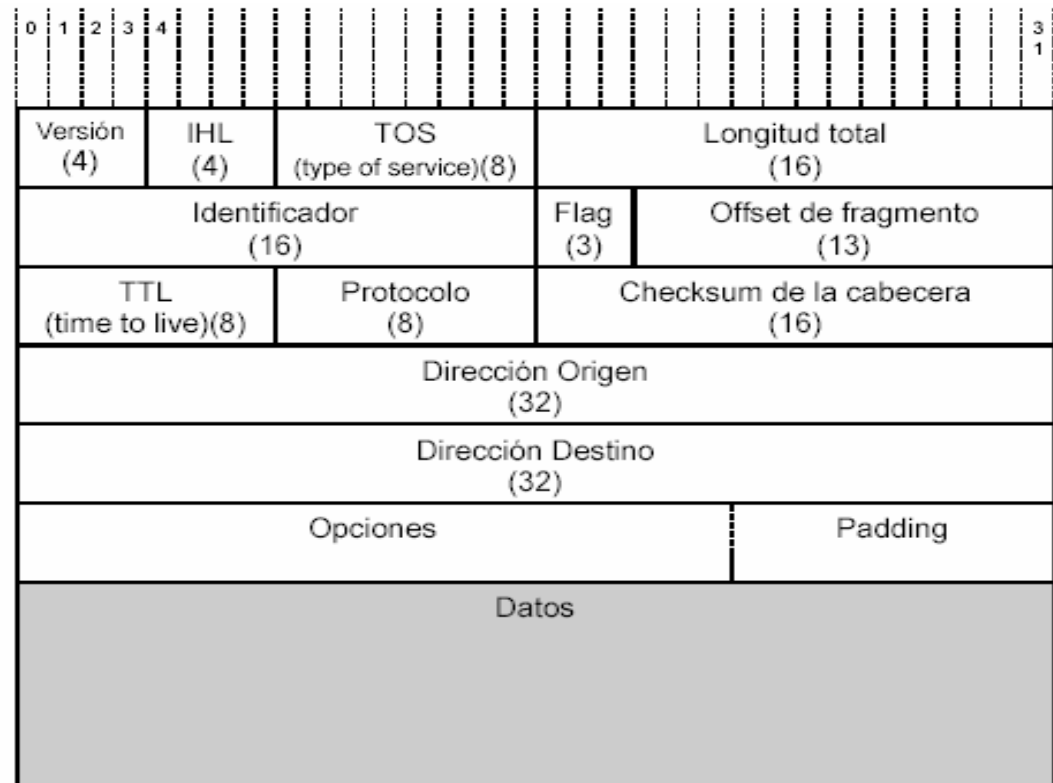 0 1 2 3 4 3
1
Versión IHL TOS Longitud total
(4) (4) (type of service)(8) (16)
Identificador Flag Offset de fragmento
(16) (3) (13)
TTL Protocolo Checksum de la cabecera
(time to live)(8) (8) (16)
Dirección Origen
(32)
Dirección Destino
(32)
Opciones Padding
Datos